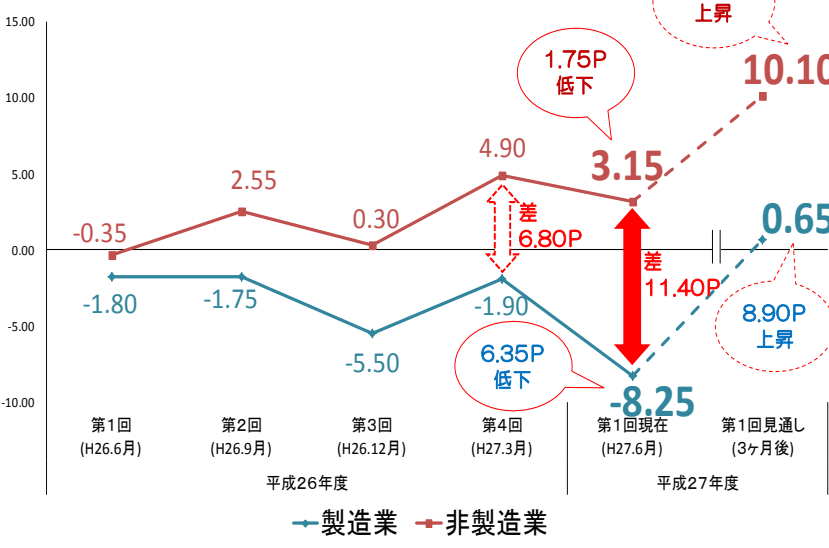 上昇
15.00
10.00
5.00
0.00
-5.00
-10.00
1.75P
低下
10.10
4.90
3.15
2.55
0.30
-0.35
差
6.80P
0.65
差
11.40P
-1.80
-1.75
-1.90
-5.50
8.90P
上昇
6.35P
低下
-8.25
第1回
(H26.6月)
第2回
(H26.9月)
第3回
(H26.12月)
第4回
(H27.3月)
第1回現在
(H27.6月)
第1回見通し
(3ヶ月後)
平成26年度
平成27年度
製造業
非製造業